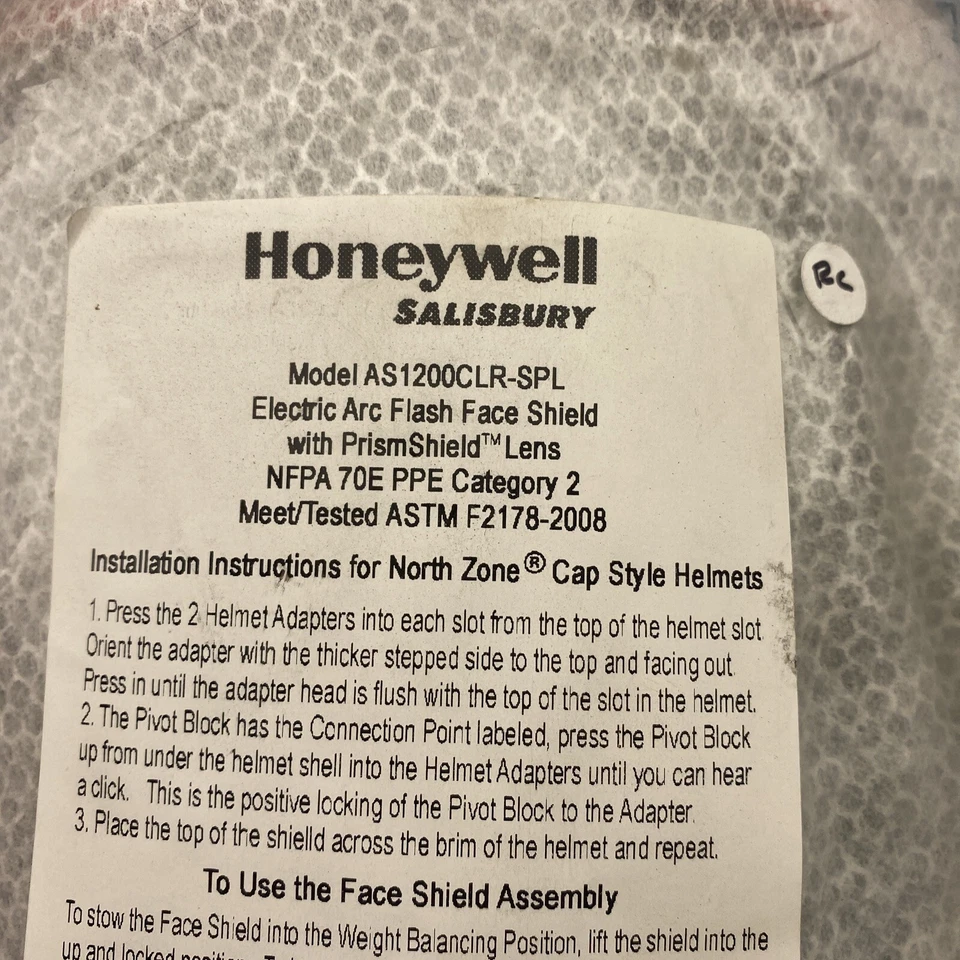 Honeywell
SALISBURY
RC
Model AS1200CLR-SPL
Electric Arc Flash Face Shield
with PrismShield™ Lens
NFPA 70E PPE Category 2
Meet/Tested ASTM F2178-2008
Installation Instructions for North Zone® Cap Style Helmets
1. Press the 2 Helmet Adapters into each slot from the top of the helmet slot.
Orient the adapter with the thicker stepped side to the top and facing out.
Press in until the adapter head is flush with the top of the slot in the helmet.
2. The Pivot Block has the Connection Point labeled, press the Pivot Block
up from under the helmet shell into the Helmet Adapters until you can hear
a click. This is the positive locking of the Pivot Block to the Adapter.
3. Place the top of the shielld across the brim of the helmet and repeat.
To Use the Face Shield Assembly
To stow the Face Shield into the Weight Balancing Position, lift the shield into the
up and locked position.